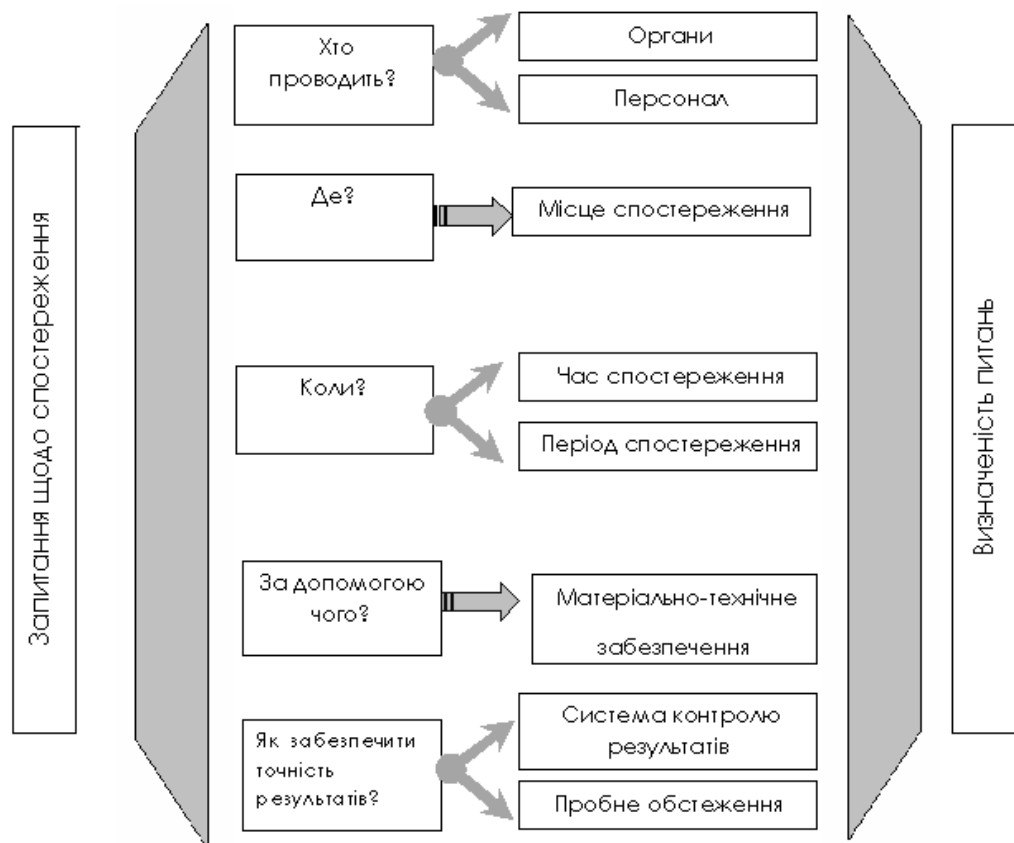 Запитання щодо спостереження
Хто
проводить?
Органи
Персонал
Де?
Місце спостереження
Коли?
Час спостереження
Період спостереження
За допомогою
чого?
Матеріально-технічне
забезпечення
Як забезпечити
точність
результатів?
Система контролю
результатів
Пробне обстеження
Визначеність питань